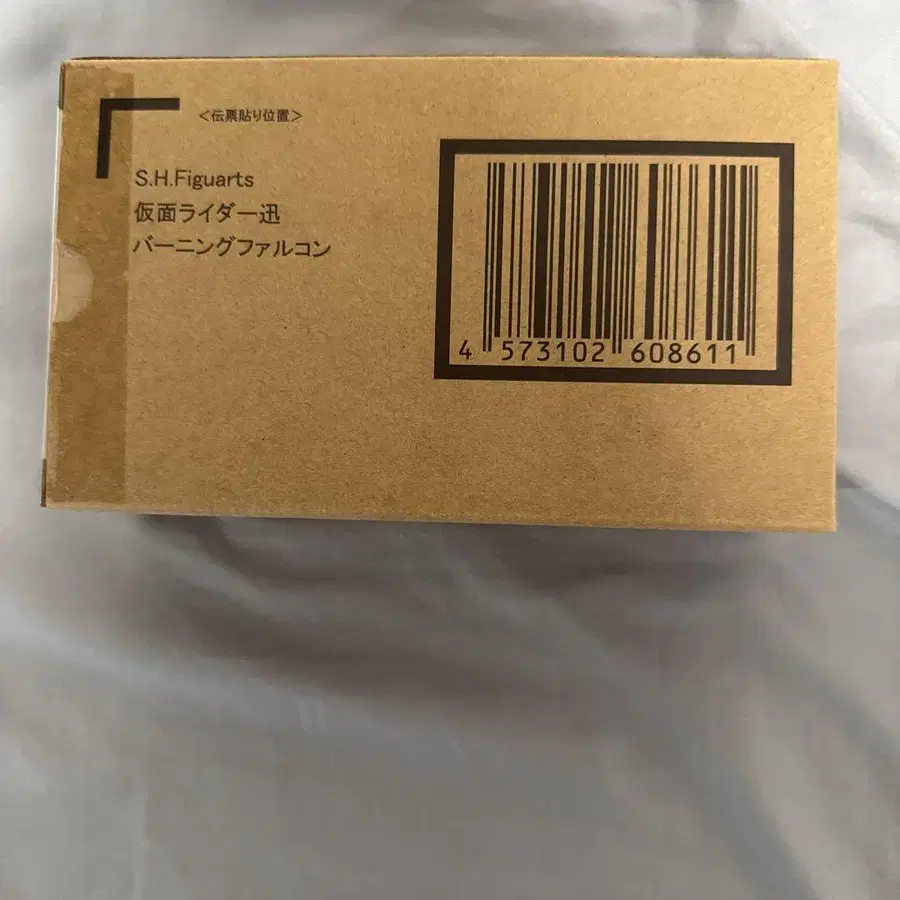 <伝票貼り位置>
S.H.Figuarts
仮面ライダー迅
バーニングファルコン
4 573102 608611